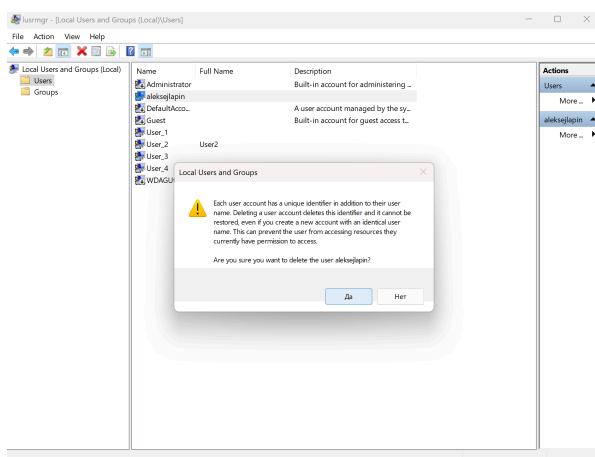 lusrmgr - [Local Users and Groups (Local)\Users]
File Action View Help
Local Users and Groups (Local)
Users
Groups
Name Full Name Description
Administrator Built-in account for administering ...
aleksejlapin
DefaultAcco... A user account managed by the sy...
Guest Built-in account for guest access t...
User_1
User_2 User2
User_3
User_4
WDAGU
Actions
Users
More ...
aleksejlapin
More ...
Local Users and Groups
Each user account has a unique identifier in addition to their user
name. Deleting a user account deletes this identifier and it cannot be
restored, even if you create a new account with an identical user
name. This can prevent the user from accessing resources they
currently have permission to access.
Are you sure you want to delete the user aleksejlapin?
Да Нет